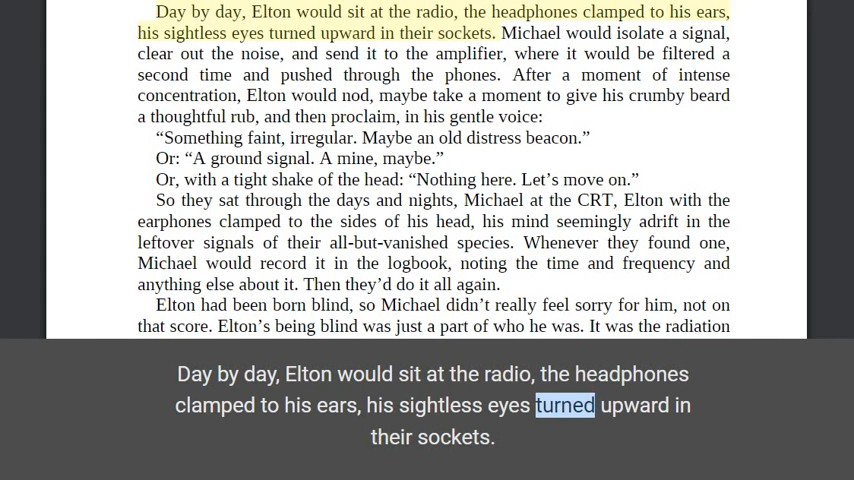 Day by day, Elton would sit at the radio, the headphones clamped to his ears,
his sightless eyes turned upward in their sockets. Michael would isolate a signal,
clear out the noise, and send it to the amplifier, where it would be filtered a
second time and pushed through the phones. After a moment of intense
concentration, Elton would nod, maybe take a moment to give his crumby beard
a thoughtful rub, and then proclaim, in his gentle voice:
“Something faint, irregular. Maybe an old distress beacon.”
Or: “A ground signal. A mine, maybe.”
Or, with a tight shake of the head: “Nothing here. Let’s move on.”
So they sat through the days and nights, Michael at the CRT, Elton with the
earphones clamped to the sides of his head, his mind seemingly adrift in the
leftover signals of their all-but-vanished species. Whenever they found one,
Michael would record it in the logbook, noting the time and frequency and
anything else about it. Then they’d do it all again.
Elton had been born blind, so Michael didn’t really feel sorry for him, not on
that score. Elton’s being blind was just a part of who he was. It was the radiation
Day by day, Elton would sit at the radio, the headphones
clamped to his ears, his sightless eyes turned upward in
their sockets.